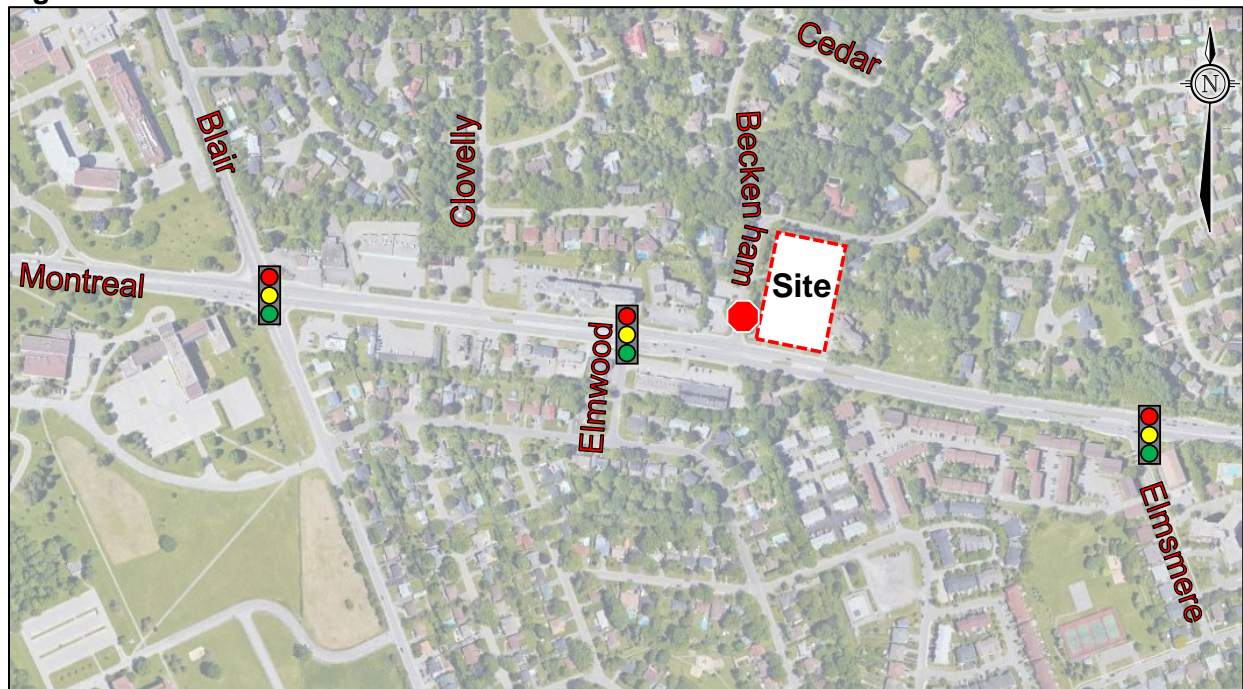 Cedar
N
Blair
Clovelly
Becken ham
Montreal
Site
Elmwood
Elmsmere